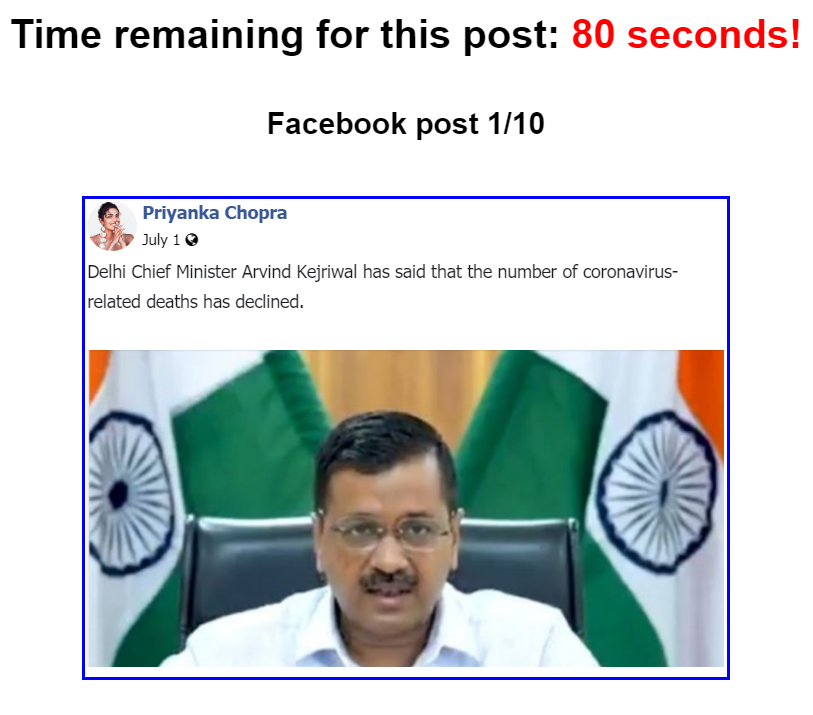 Time remaining for this post: 80 seconds!
Facebook post 1/10
Priyanka Chopra
July 1
Delhi Chief Minister Arvind Kejriwal has said that the number of coronavirus-
related deaths has declined.